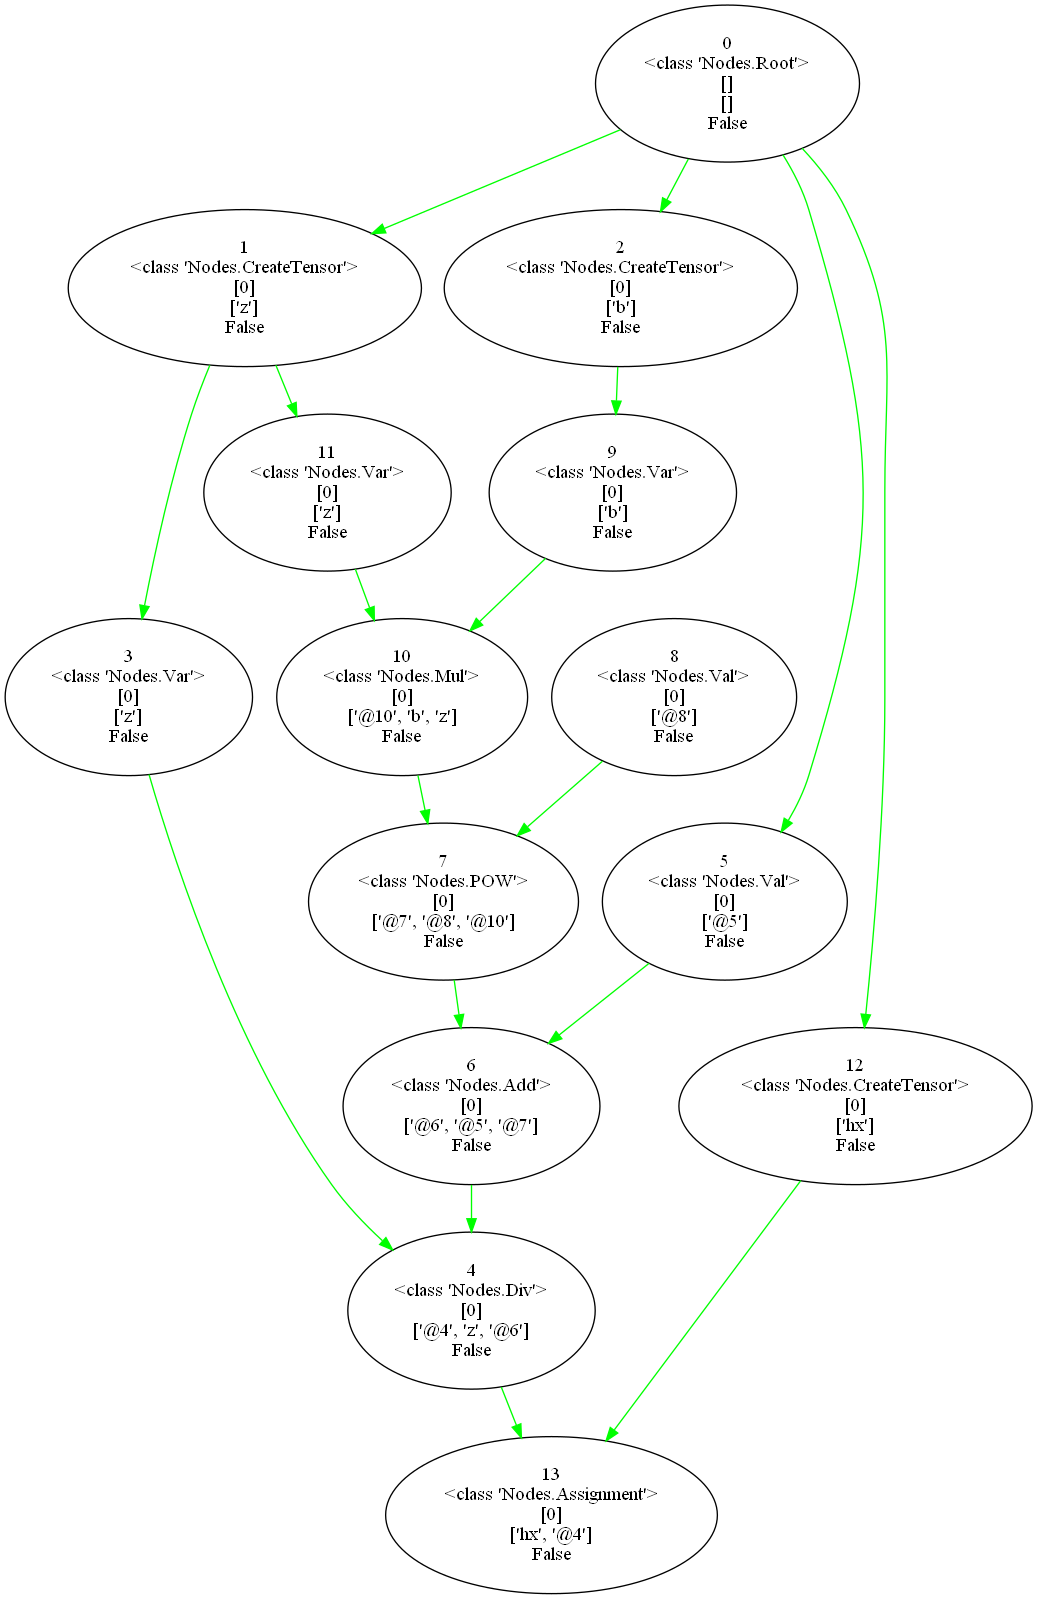 0
<class 'Nodes.Root'>
[]
[]
False
1
<class 'Nodes.CreateTensor'>
[0]
['z']
False
2
<class 'Nodes.CreateTensor'>
[0]
['b']
False
11
<class 'Nodes.Var'>
[0]
['z']
False
9
<class 'Nodes.Var'>
[0]
['b']
False
3
<class 'Nodes.Var'>
[0]
['z']
False
10
<class 'Nodes.Mul'>
[0]
['@10', 'b', 'z']
False
8
<class 'Nodes.Val'>
[0]
['@8']
False
7
<class 'Nodes.POW'>
[0]
['@7', '@8', '@10']
False
5
<class 'Nodes.Val'>
[0]
['@5']
False
6
<class 'Nodes.Add'>
[0]
['@6', '@5', '@7']
False
12
<class 'Nodes.CreateTensor'>
[0]
['hx']
False
4
<class 'Nodes.Div'>
[0]
['@4', 'z', '@6']
False
13
<class 'Nodes.Assignment'>
[0]
['hx', '@4']
False